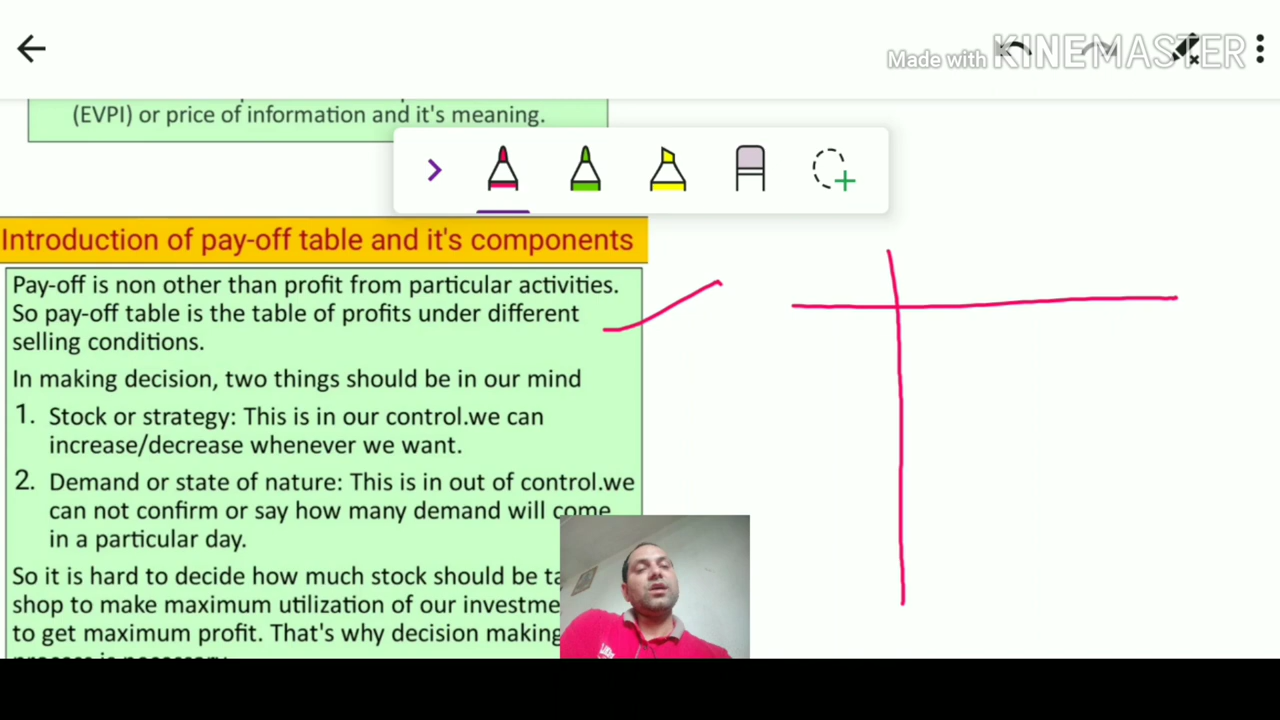 Made with KINEMASTER
(EVPI) or price of information and it's meaning.
Introduction of pay-off table and it's components
Pay-off is non other than profit from particular activities.
So pay-off table is the table of profits under different
selling conditions.
In making decision, two things should be in our mind
1. Stock or strategy: This is in our control.we can
increase/decrease whenever we want.
2. Demand or state of nature: This is in out of control.we
can not confirm or say how many demand will come
in a particular day.
So it is hard to decide how much stock should be
shop to make maximum utilization of our
to get maximum profit. That's why decision making